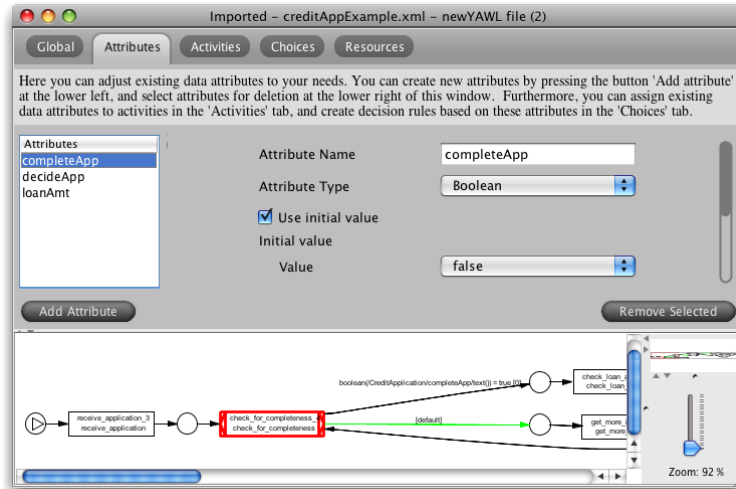 Imported - creditAppExample.xml - newYAWL file (2)
Global Attributes Activities Choices Resources
Here you can adjust existing data attributes to your needs. You can create new attributes by pressing the button 'Add attribute'
at the lower left, and select attributes for deletion at the lower right of this window. Furthermore, you can assign existing
data attributes to activities in the 'Activities' tab, and create decision rules based on these attributes in the 'Choices' tab.
Attributes
completeApp
decideApp
loanAmt
Attribute Name completeApp
Attribute Type Boolean
Use initial value
Initial value
Value false
Add Attribute Remove Selected
boolean(/CreditApplication/completeApp/text()) = true [0]
check_loan_a
check_loan_
receive_application_3
receive_application
check_for_completeness_
check_for_completeness
[default]
get_more_
get_more_
Zoom: 92 %